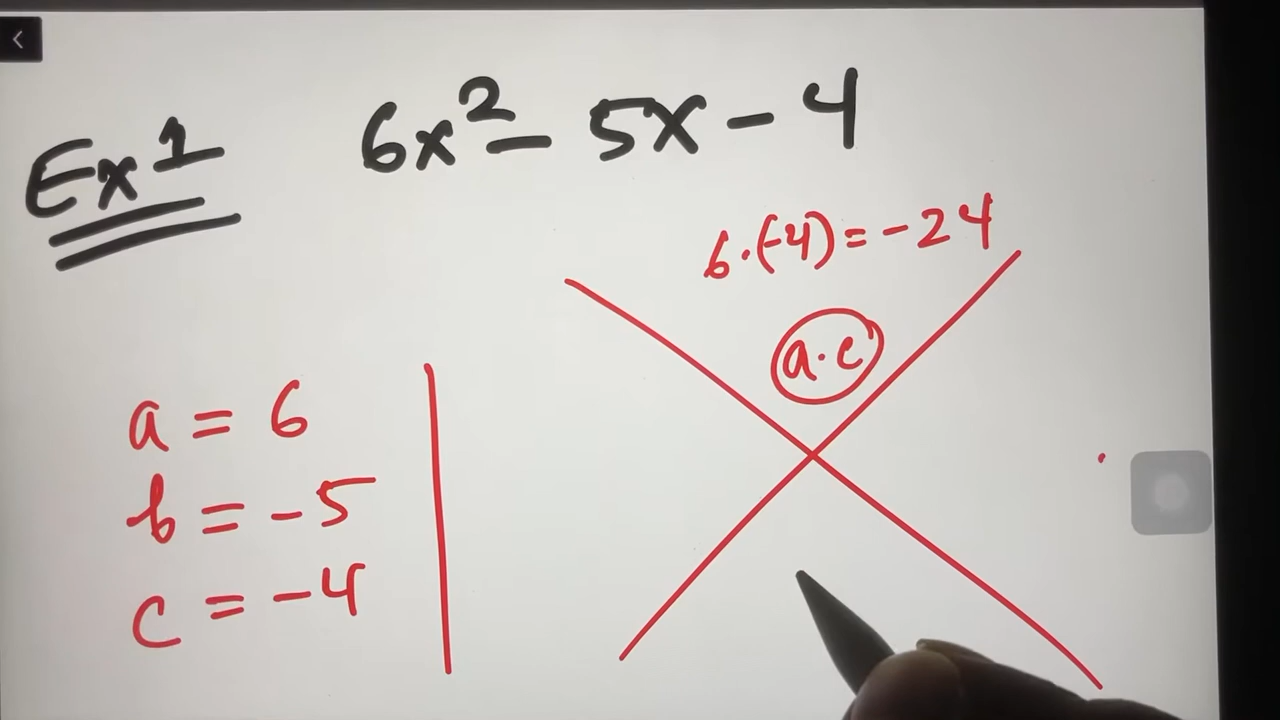 Ex 1 6x² - 5x - 4
6·(-4) = -24
a·c
a = 6
b = -5
c = -4